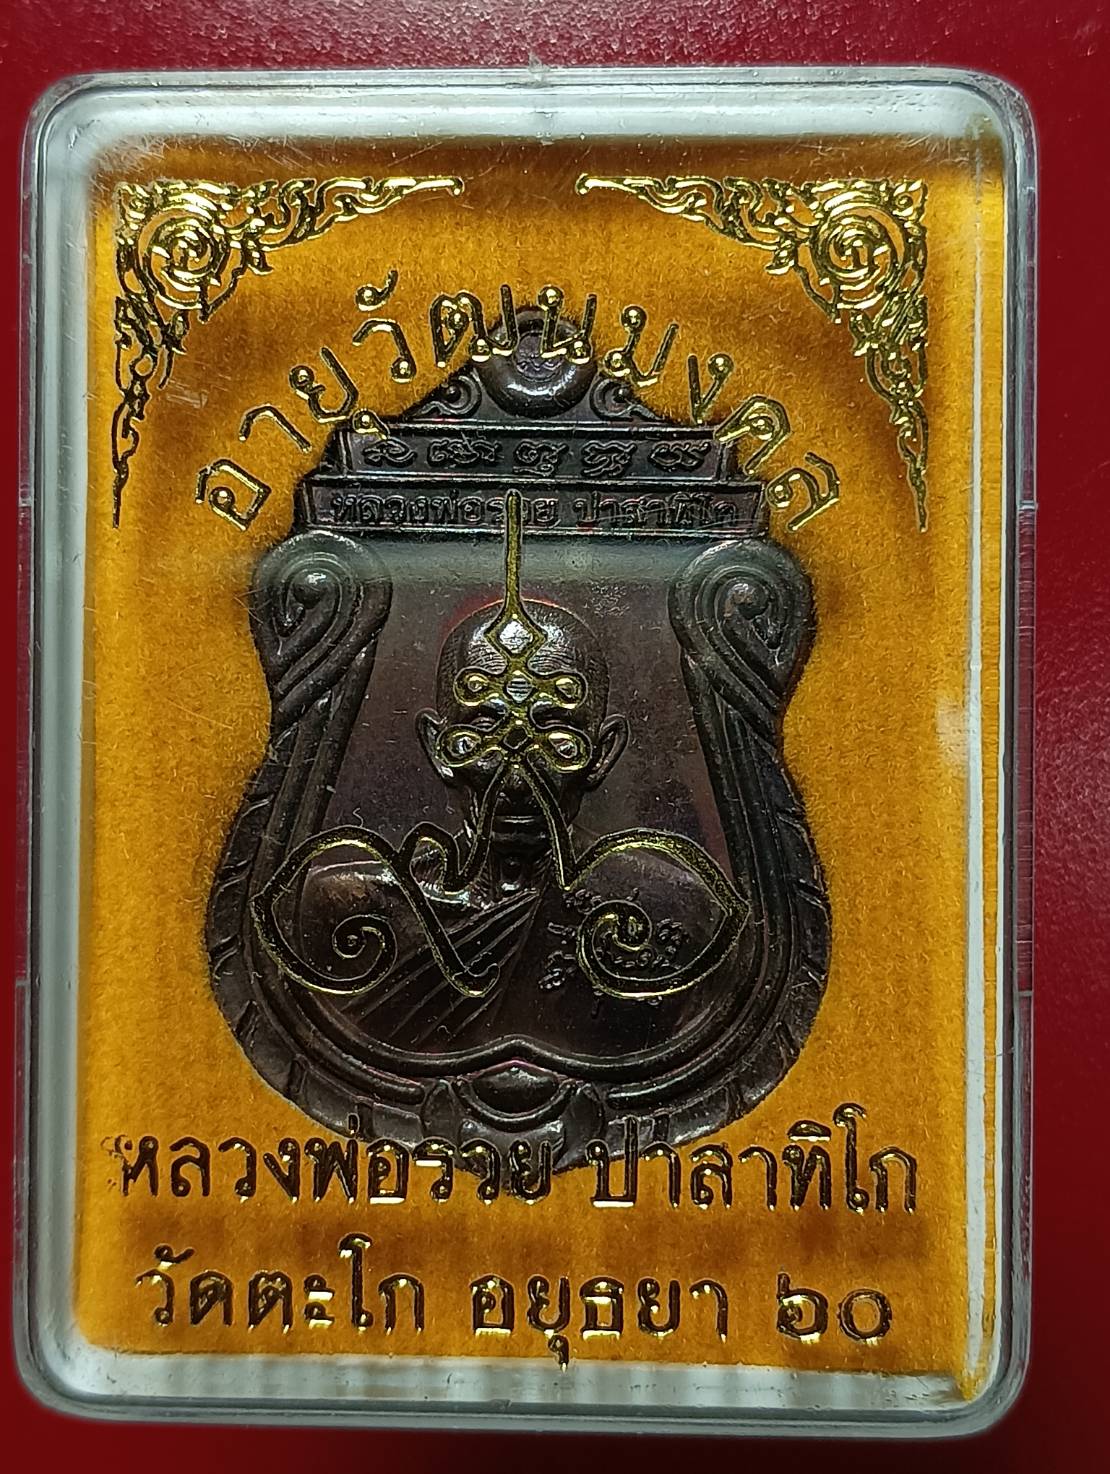 อายุวัฒนมงคล
หลวงพ่อรวย ปาสาทิโก
หลวงพ่อรวย ปาสาทิโก
วัดตะโก อยุธยา ๖๐